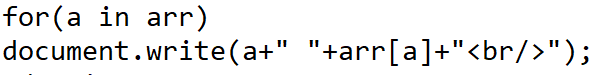 for(a in arr)
document.write(a+" "+arr[a]+"<br/>");